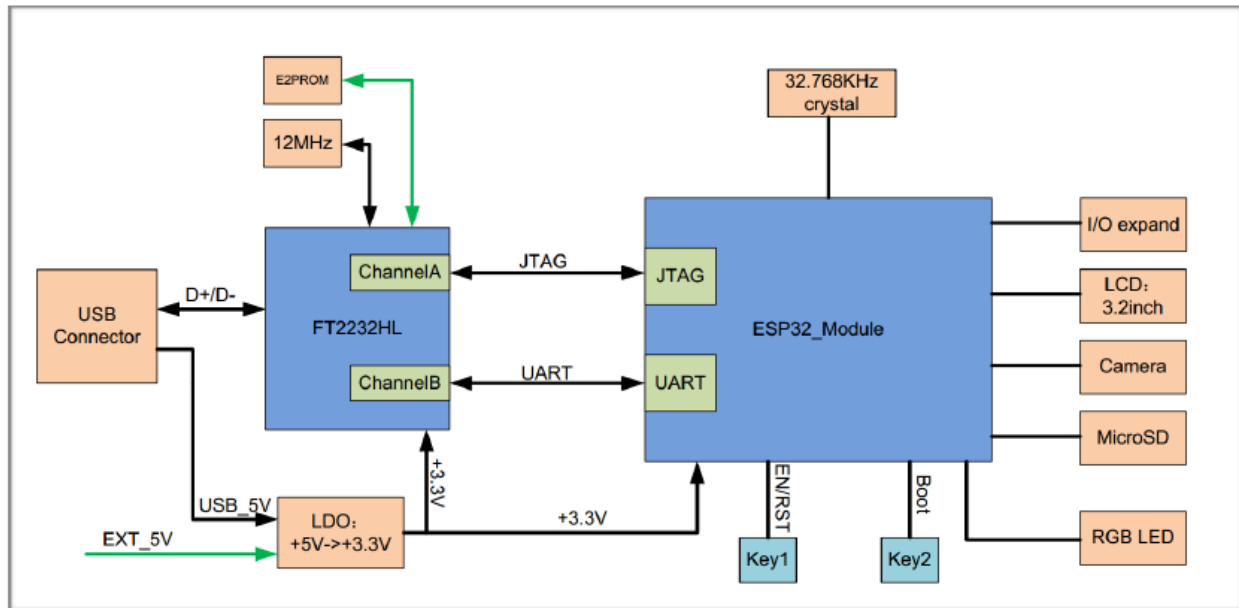 E2PROM
12MHz
32.768KHz
crystal
USB
Connector
D+/D-
FT2232HL
ChannelA
ChannelB
JTAG
UART
JTAG
UART
ESP32_Module
I/O expand
LCD：
3.2inch
Camera
MicroSD
RGB LED
USB_5V
EXT_5V
LDO：
+5V->+3.3V
+3.3V
+3.3V
EN/RST
Boot
Key1
Key2